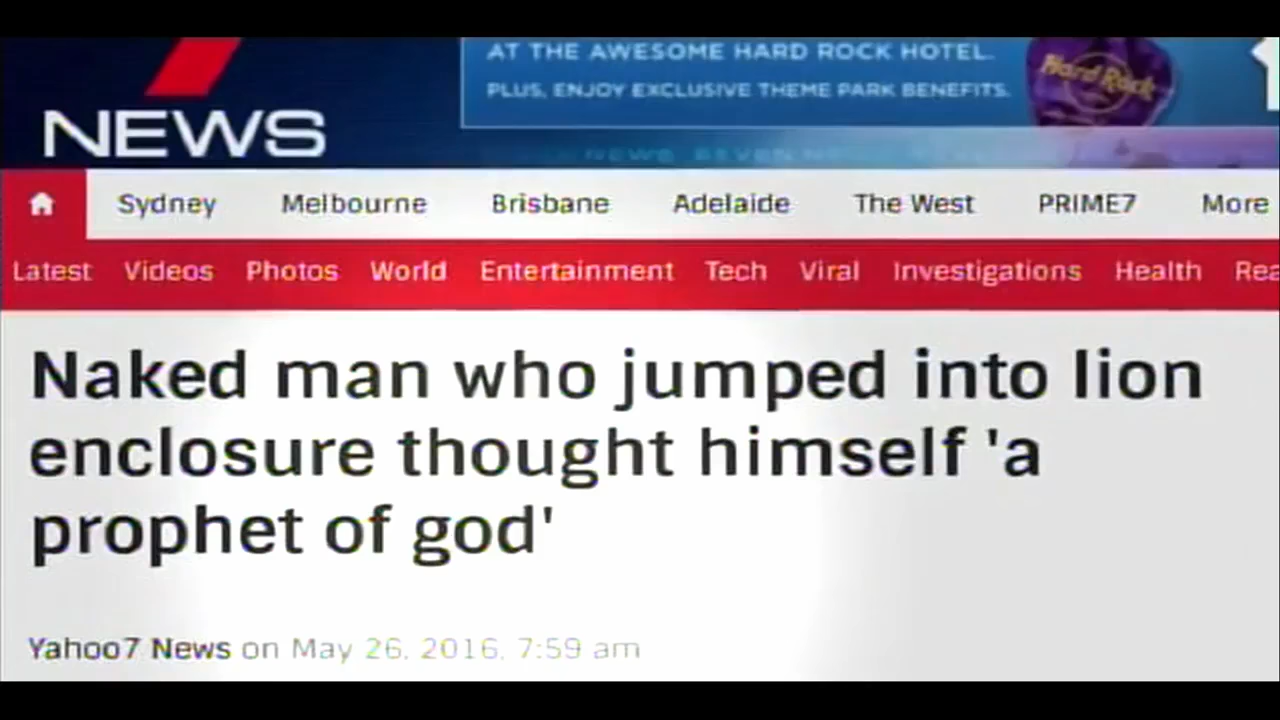 AT THE AWESOME HARD ROCK HOTEL.
PLUS, ENJOY EXCLUSIVE THEME PARK BENEFITS.
Hard Rock
7
NEWS
Sydney Melbourne Brisbane Adelaide The West PRIME7 More
Latest Videos Photos World Entertainment Tech Viral Investigations Health Rea
Naked man who jumped into lion
enclosure thought himself 'a
prophet of god'
Yahoo7 News on May 26, 2016, 7:59 am